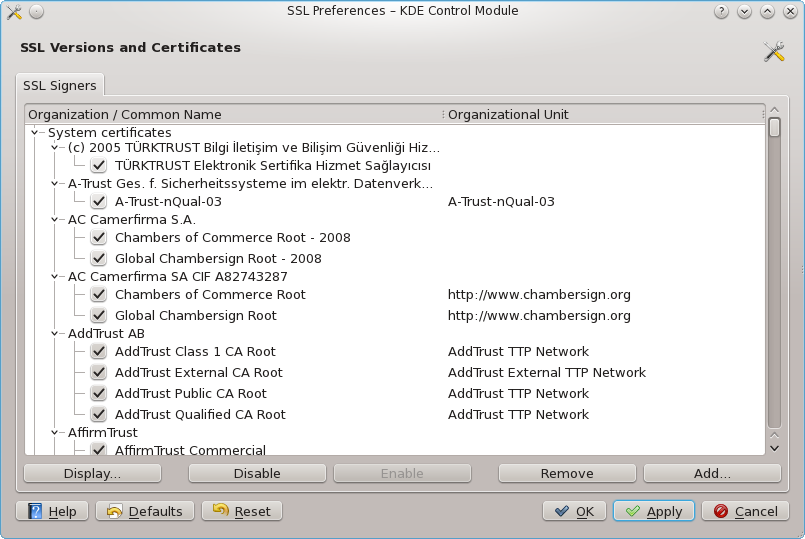 SSL Preferences – KDE Control Module
SSL Versions and Certificates
SSL Signers
Organization / Common Name Organizational Unit
System certificates
(c) 2005 TÜRKTRUST Bilgi İletişim ve Bilişim Güvenliği Hiz...
TÜRKTRUST Elektronik Sertifika Hizmet Sağlayıcısı
A-Trust Ges. f. Sicherheitssysteme im elektr. Datenverk...
A-Trust-nQual-03 A-Trust-nQual-03
AC Camerfirma S.A.
Chambers of Commerce Root - 2008
Global Chambersign Root - 2008
AC Camerfirma SA CIF A82743287
Chambers of Commerce Root http://www.chambersign.org
Global Chambersign Root http://www.chambersign.org
AddTrust AB
AddTrust Class 1 CA Root AddTrust TTP Network
AddTrust External CA Root AddTrust External TTP Network
AddTrust Public CA Root AddTrust TTP Network
AddTrust Qualified CA Root AddTrust TTP Network
AffirmTrust
AffirmTrust Commercial
Display... Disable Enable Remove Add...
Help Defaults Reset OK Apply Cancel